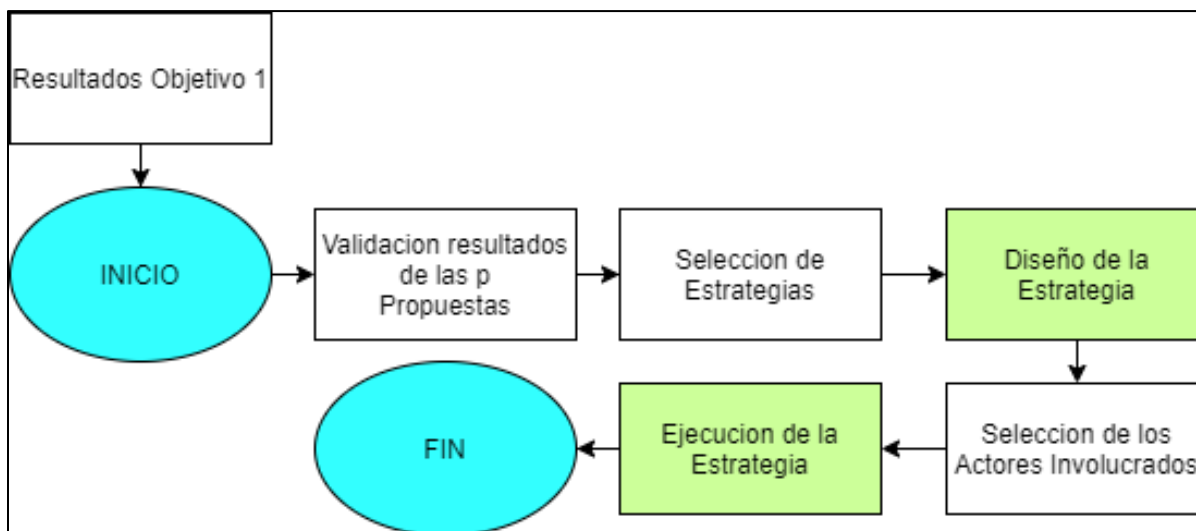 Resultados Objetivo 1
INICIO
Validacion resultados
de las p
Propuestas
Seleccion de
Estrategias
Diseño de la
Estrategia
Seleccion de los
Actores Involucrados
Ejecucion de la
Estrategia
FIN